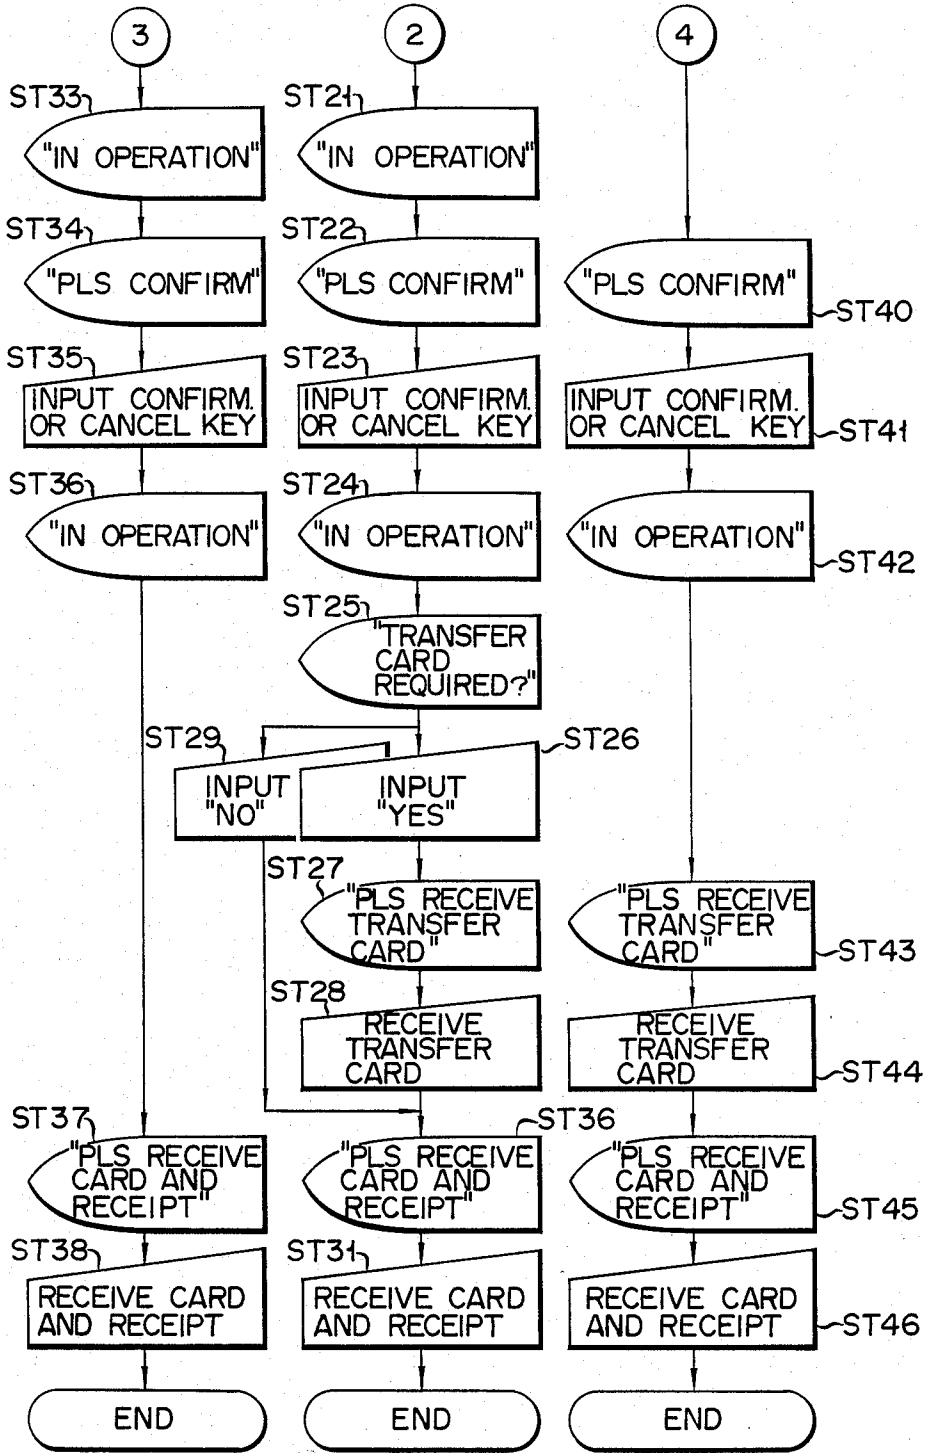 3
ST33
"IN OPERATION"
ST34
"PLS CONFIRM"
ST35
INPUT CONFIRM.
OR CANCEL KEY
ST36
"IN OPERATION"
ST37
"PLS RECEIVE
CARD AND
RECEIPT"
ST38
RECEIVE CARD
AND RECEIPT
END
2
ST21
"IN OPERATION"
ST22
"PLS CONFIRM"
ST23
INPUT CONFIRM.
OR CANCEL KEY
ST24
"IN OPERATION"
ST25
"TRANSFER
CARD
REQUIRED?"
ST29
INPUT
"NO"
ST26
INPUT
"YES"
ST27
"PLS RECEIVE
TRANSFER
CARD"
ST28
RECEIVE
TRANSFER
CARD
ST36
"PLS RECEIVE
CARD AND
RECEIPT"
ST31
RECEIVE CARD
AND RECEIPT
END
4
"PLS CONFIRM"
ST40
INPUT CONFIRM.
OR CANCEL KEY
ST41
"IN OPERATION"
ST42
"PLS RECEIVE
TRANSFER
CARD"
ST43
RECEIVE
TRANSFER
CARD
ST44
"PLS RECEIVE
CARD AND
RECEIPT"
ST45
RECEIVE CARD
AND RECEIPT
ST46
END